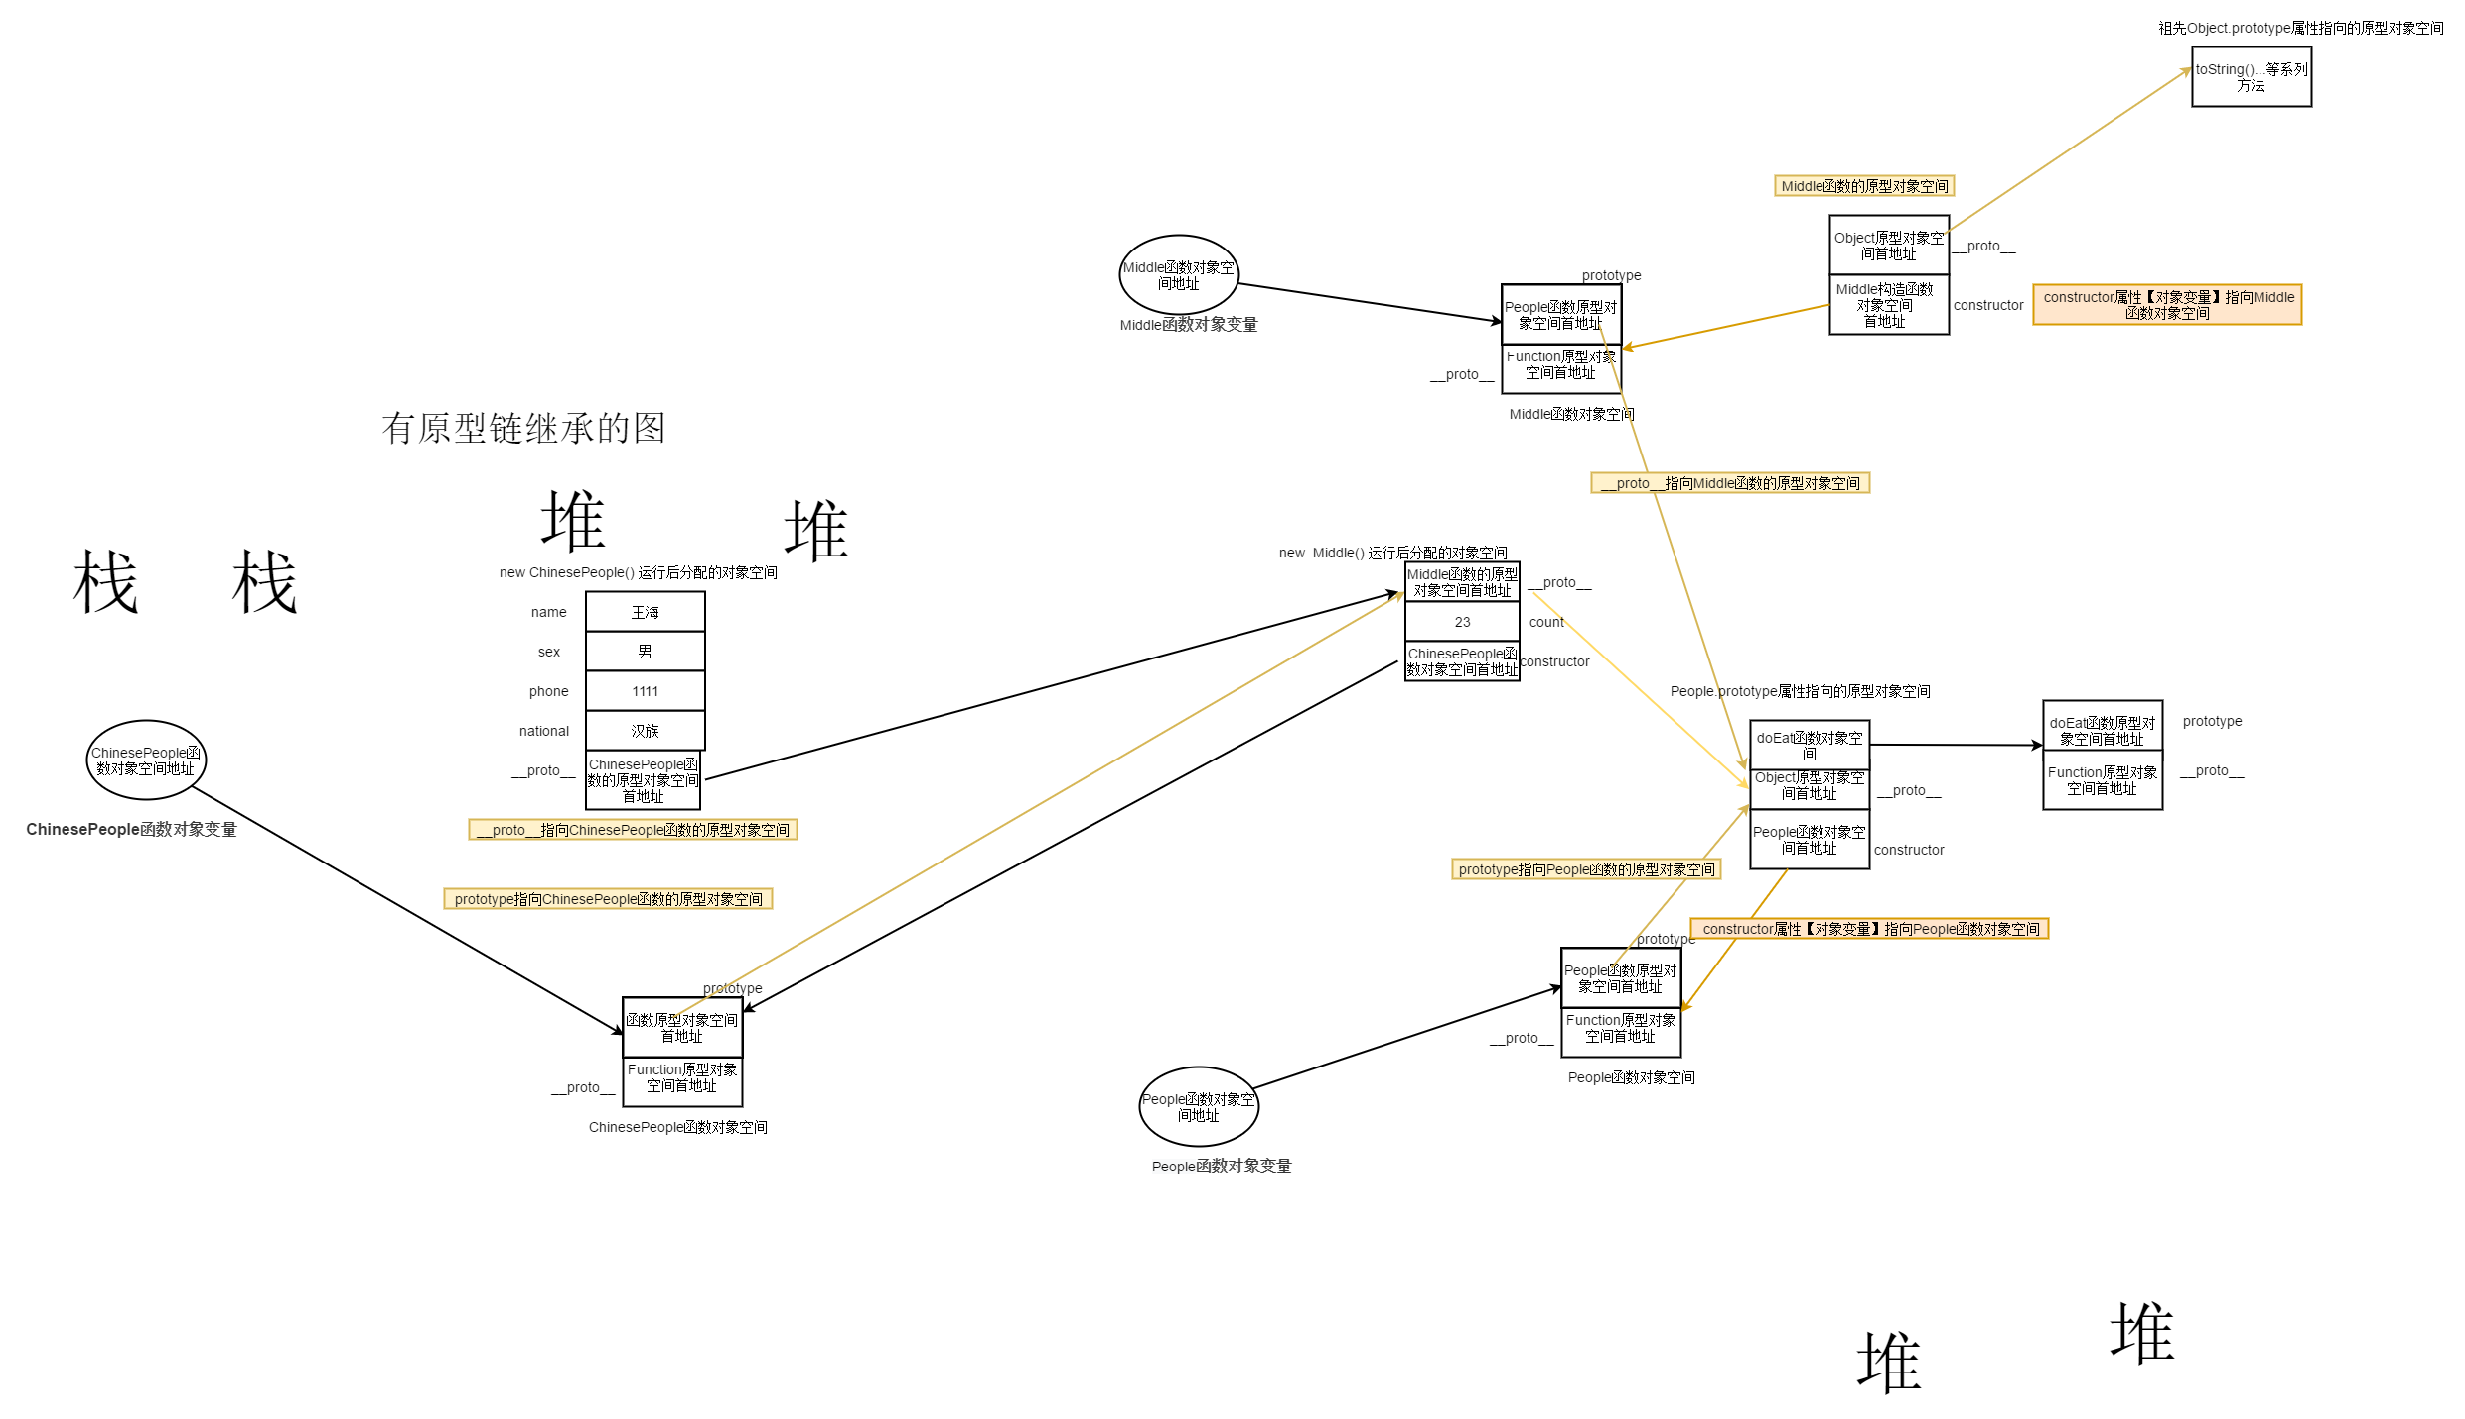 祖先Object.prototype属性指向的原型对象空间
toString()...等系列
方法
Middle函数的原型对象空间
Object原型对象空
间首地址
__proto__
Middle构造函数
对象空间
首地址
ccnstructor
constructor属性【对象变量】指向Middle
函数对象空间
Middle函数对象空
间地址
Middle函数对象变量
prototype
People函数原型对
象空间首地址
Function原型对象
空间首地址
__proto__
Middle函数对象空间
有原型链继承的图
__proto__指向Middle函数的原型对象空间
栈
栈
堆
堆
new ChinesePeople() 运行后分配的对象空间
name
王海
sex
男
phone
1111
national
汉族
__proto__
ChinesePeople函
数的原型对象空间
首地址
__proto__指向ChinesePeople函数的原型对象空间
ChinesePeople函
数对象空间地址
ChinesePeople函数对象变量
prototype指向ChinesePeople函数的原型对象空间
prototype
函数原型对象空间
首地址
Function原型对象
空间首地址
__proto__
ChinesePeople函数对象空间
new Middle() 运行后分配的对象空间
Middle函数的原型
对象空间首地址
__proto__
23
count
ChinesePeople函
数对象空间首地址
constructor
People.prototype属性指向的原型对象空间
doEat函数对象空
间
Object原型对象空
间首地址
__proto__
People函数对象空
间首地址
constructor
doEat函数原型对
象空间首地址
prototype
Function原型对象
空间首地址
__proto__
prototype指向People函数的原型对象空间
constructor属性【对象变量】指向People函数对象空间
prototype
People函数原型对
象空间首地址
Function原型对象
空间首地址
__proto__
People函数对象空间
People函数对象空
间地址
People函数对象变量
堆
堆